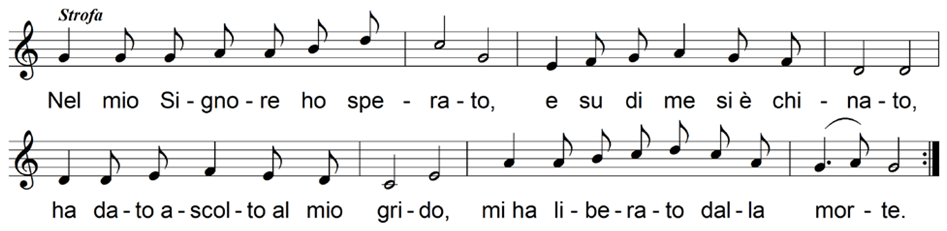 Strofa
Nel mio Si - gno - re ho spe - ra - to, e su di me si è chi - na - to,
ha da - to a - scol - to al mio gri - do, mi ha li - be - ra - to dal - la mor - te.